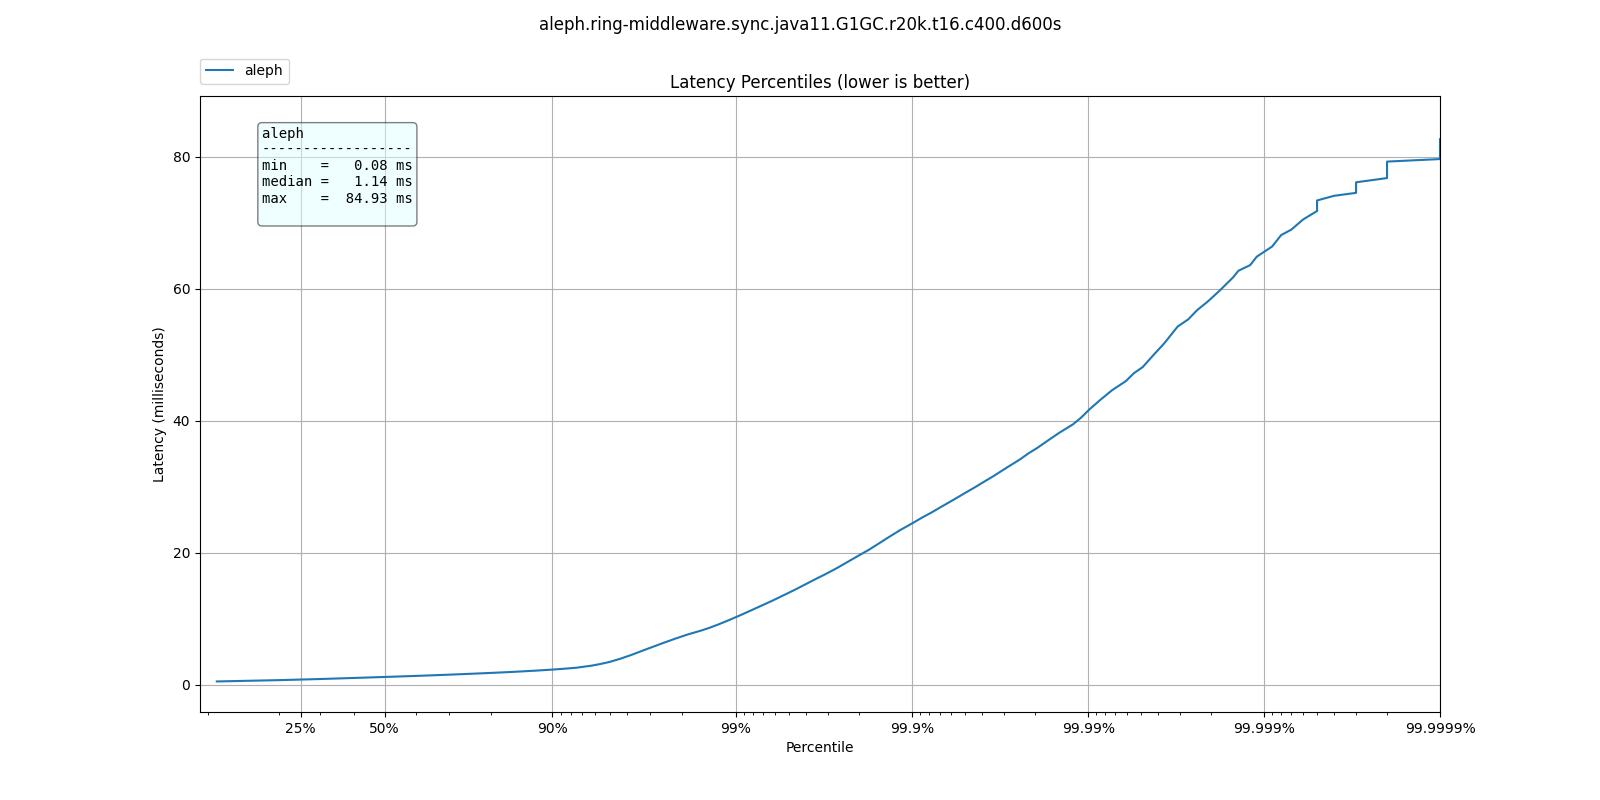 aleph.ring-middleware.sync.java11.G1GC.r20k.t16.c400.d600s
aleph
Latency Percentiles (lower is better)
aleph
------------------
min    =   0.08 ms
median =   1.14 ms
max    =  84.93 ms
80
60
40
20
0
Latency (milliseconds)
25% 50% 90% 99% 99.9% 99.99% 99.999% 99.9999%
Percentile